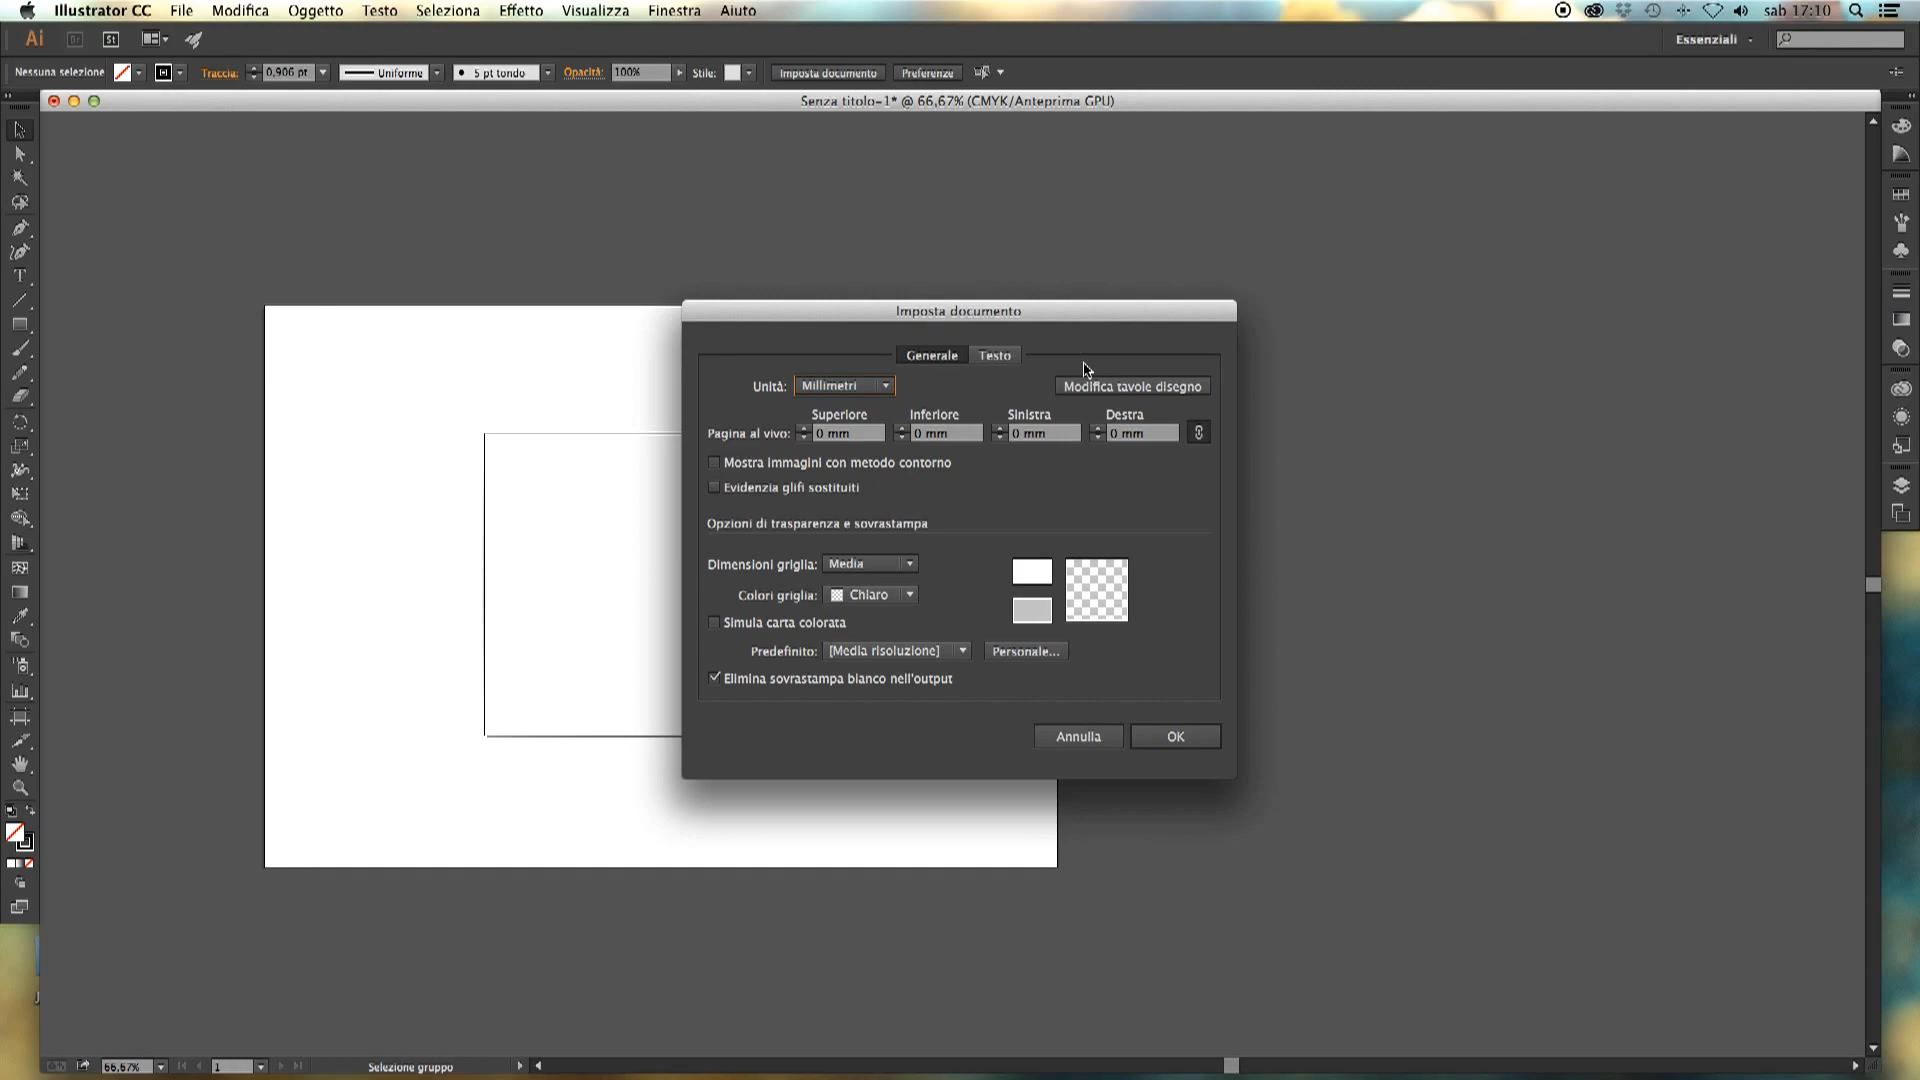 Illustrator CC File Modifica Oggetto Testo Seleziona Effetto Visualizza Finestra Aiuto sab 17:10
Ai Br St Essenziali
Nessuna selezione Traccia: 0,906 pt Uniforme 5 pt tondo Opacità: 100% Stile: Imposta documento Preferenze
Senza titolo-1* @ 66,67% (CMYK/Anteprima GPU)
Imposta documento
Generale Testo
Unità: Millimetri Modifica tavole disegno
Superiore Inferiore Sinistra Destra
Pagina al vivo: 0 mm 0 mm 0 mm 0 mm
Mostra immagini con metodo contorno
Evidenzia glifi sostituiti
Opzioni di trasparenza e sovrastampa
Dimensioni griglia: Media
Colori griglia: Chiaro
Simula carta colorata
Predefinito: [Media risoluzione] Personale...
Elimina sovrastampa bianco nell'output
Annulla OK
66,67% 1 Selezione gruppo